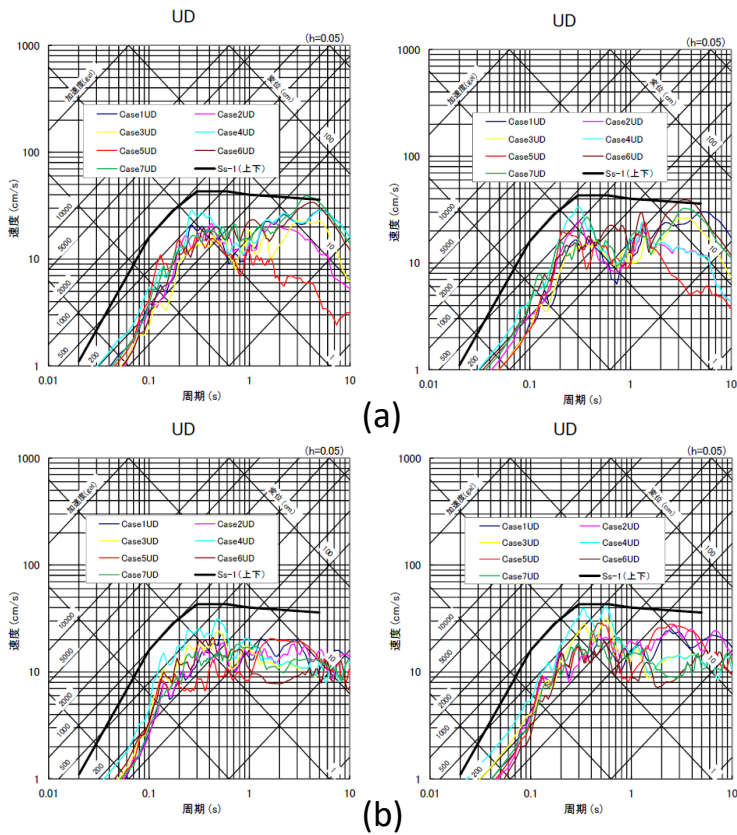 UD
(h=0.05)
1000
100
10
1
速度 (cm/s)
加速度(gal)
変位 (cm)
Case1UD
Case2UD
Case3UD
Case4UD
Case5UD
Case6UD
Case7UD
Ss-1(上下)
10000
5000
2000
1000
500
200
100
10
1
0.01
0.1
1
10
周期 (s)
UD
(h=0.05)
1000
100
10
1
速度 (cm/s)
加速度(gal)
変位 (cm)
Case1UD
Case2UD
Case3UD
Case4UD
Case5UD
Case6UD
Case7UD
Ss-1(上下)
10000
5000
2000
1000
500
200
100
10
1
0.01
0.1
1
10
周期 (s)
(a)
UD
(h=0.05)
1000
100
10
1
速度 (cm/s)
加速度(gal)
変位 (cm)
Case1UD
Case2UD
Case3UD
Case4UD
Case5UD
Case6UD
Case7UD
Ss-1(上下)
10000
5000
2000
1000
500
200
100
10
1
0.01
0.1
1
10
周期 (s)
UD
(h=0.05)
1000
100
10
1
速度 (cm/s)
加速度(gal)
変位 (cm)
Case1UD
Case2UD
Case3UD
Case4UD
Case5UD
Case6UD
Case7UD
Ss-1(上下)
10000
5000
2000
1000
500
200
100
10
1
0.01
0.1
1
10
周期 (s)
(b)